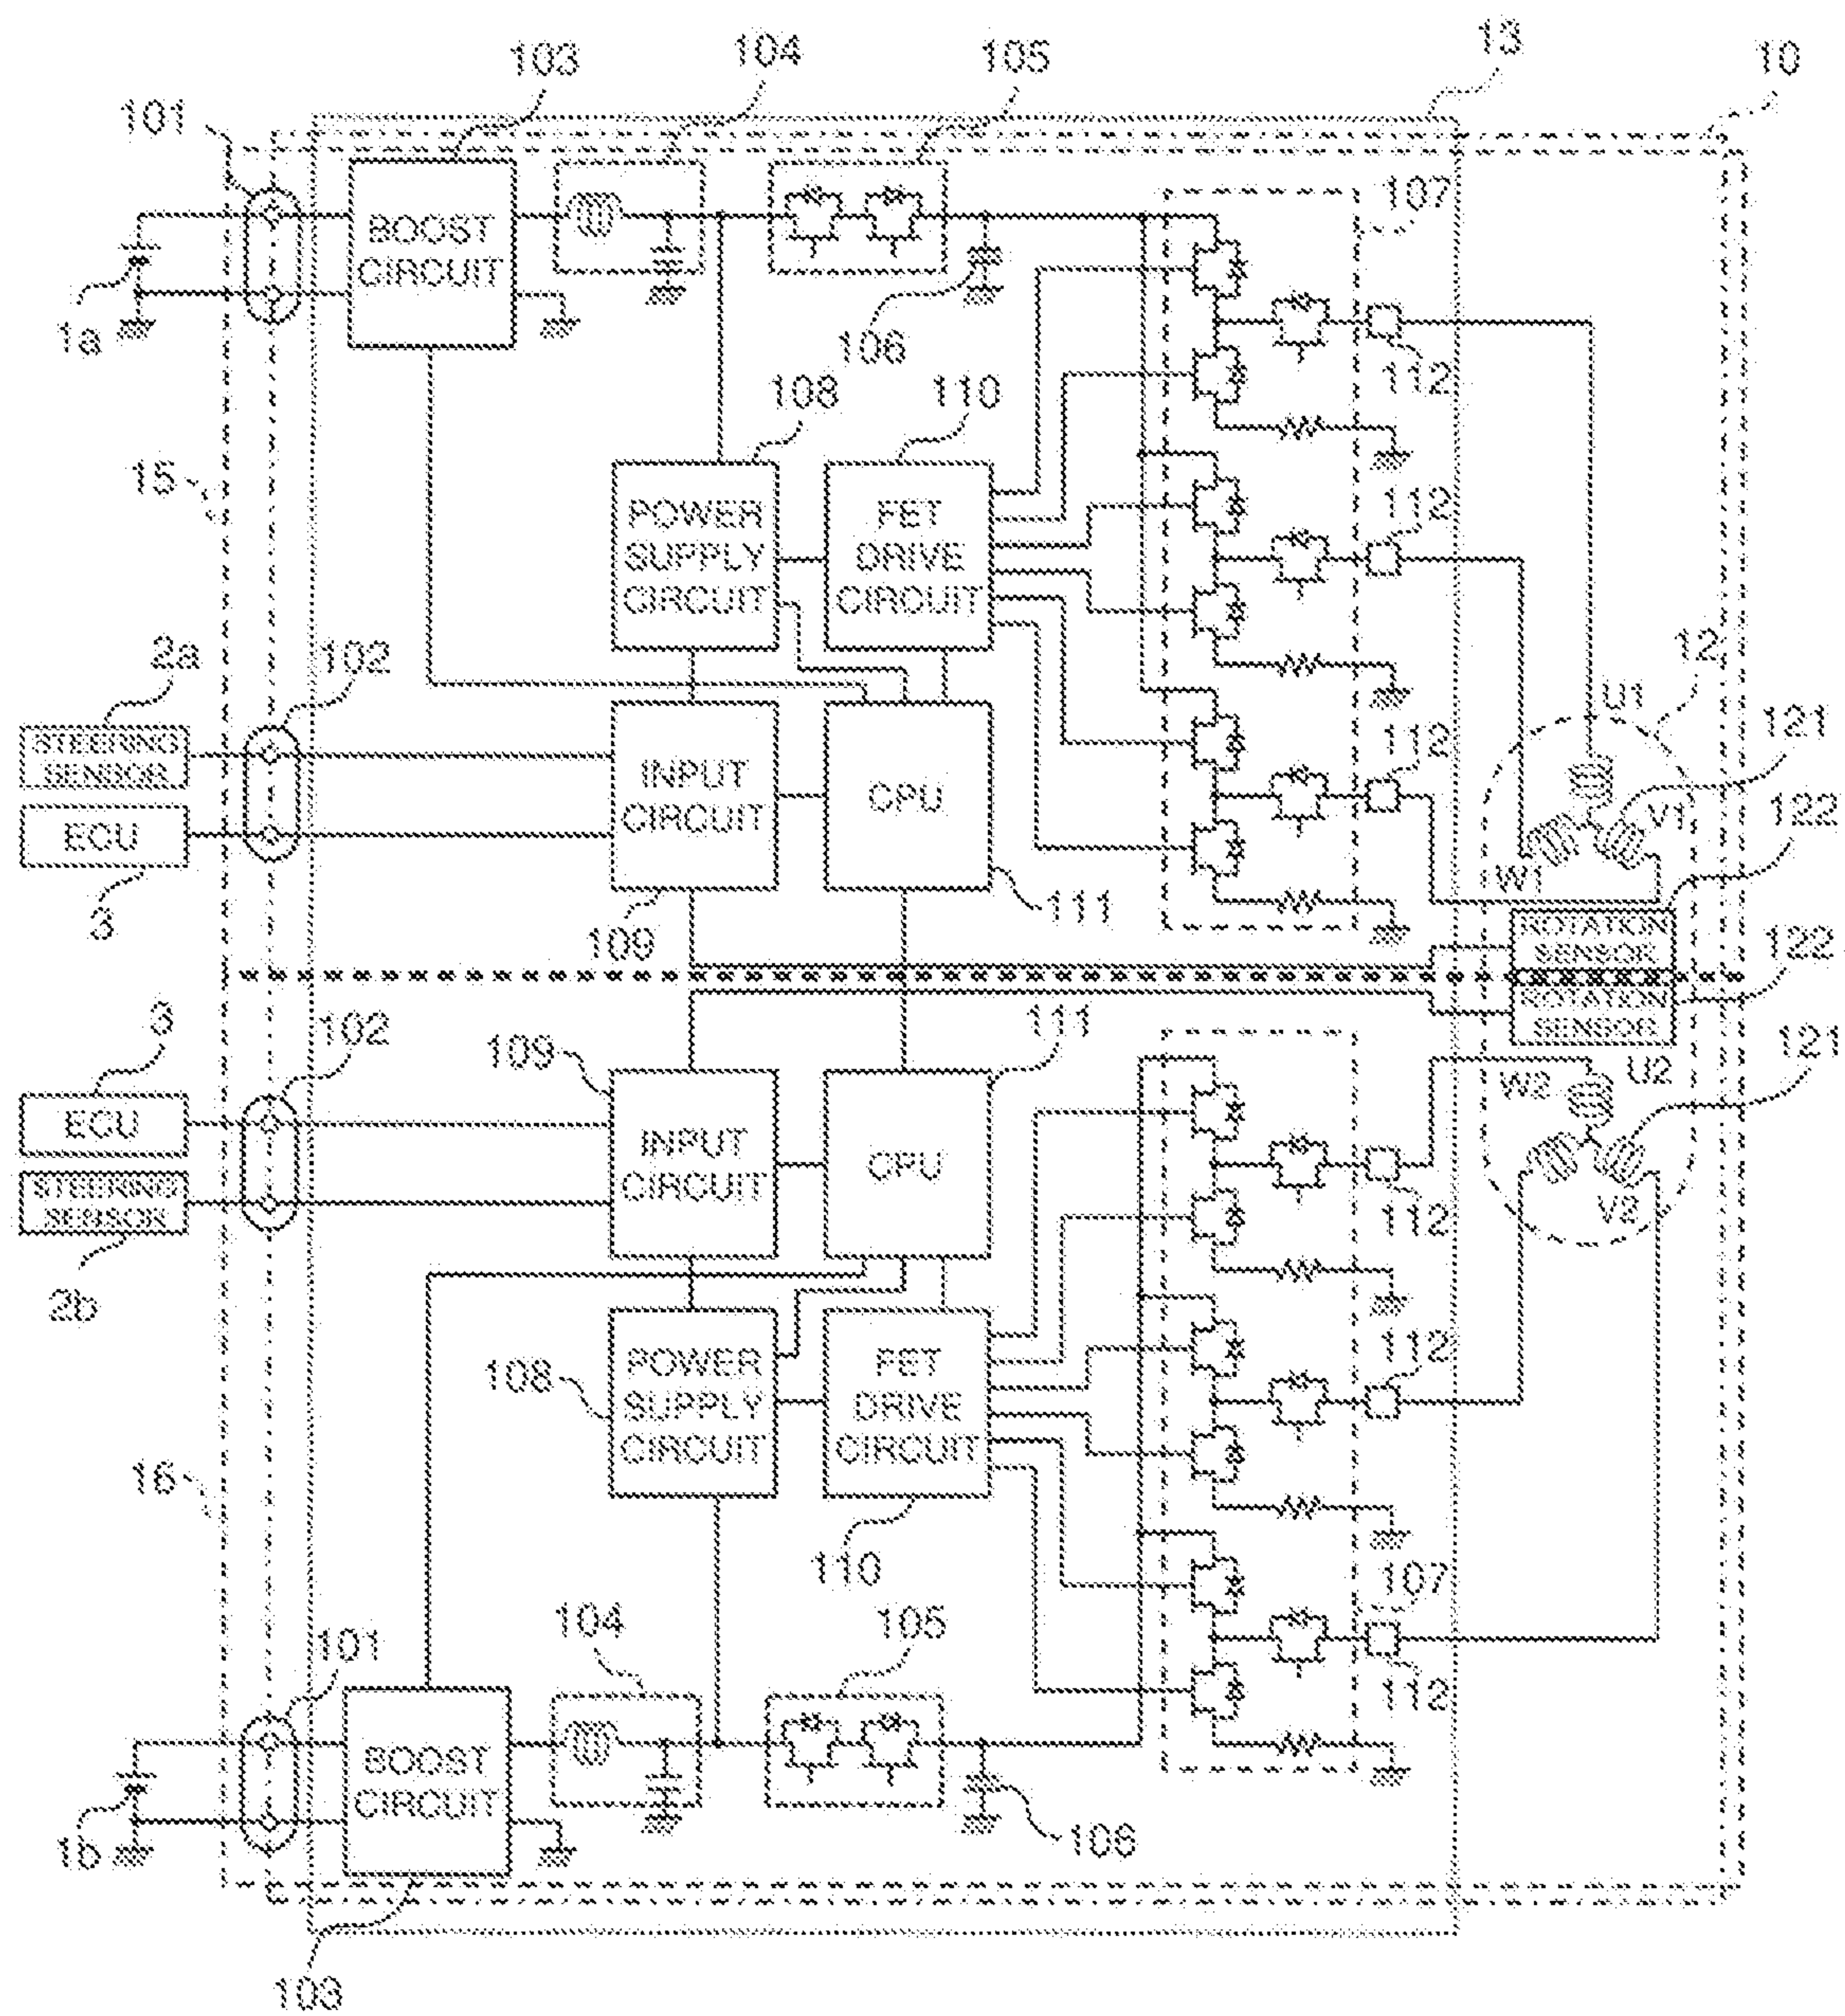 13
10
103
104
105
101
107
BOOST
CIRCUIT
1a
106
112
108
110
15
POWER
SUPPLY
CIRCUIT
FET
DRIVE
CIRCUIT
112
2a
102
12
U1
121
STEERING
SENSOR
INPUT
CIRCUIT
CPU
112
122
ECU
V1
W1
3
109
111
ROTATION
SENSOR
122
ROTATION
SENSOR
3
102
109
111
121
W2
U2
ECU
INPUT
CIRCUIT
CPU
STEERING
SENSOR
112
V2
2b
108
POWER
SUPPLY
CIRCUIT
FET
DRIVE
CIRCUIT
112
16
110
107
104
105
101
112
BOOST
CIRCUIT
1b
106
103